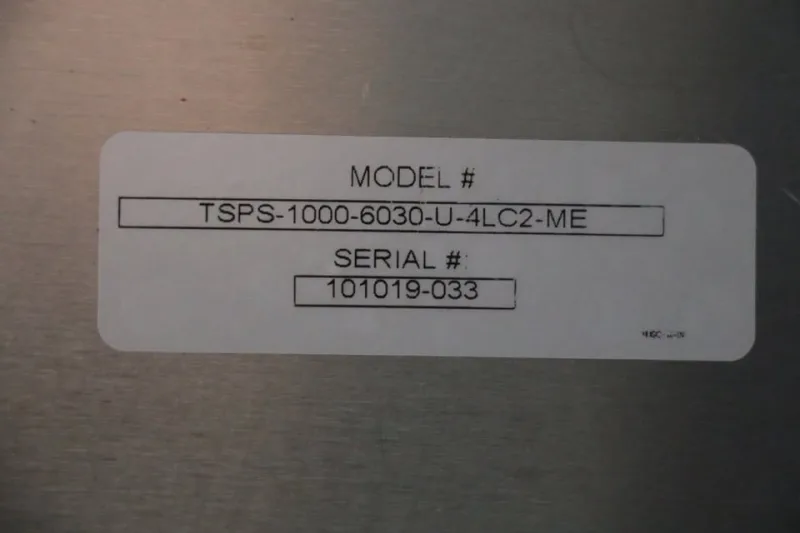 MODEL #
TSPS-1000-6030-U-4LC2-ME
SERIAL #:
101019-033